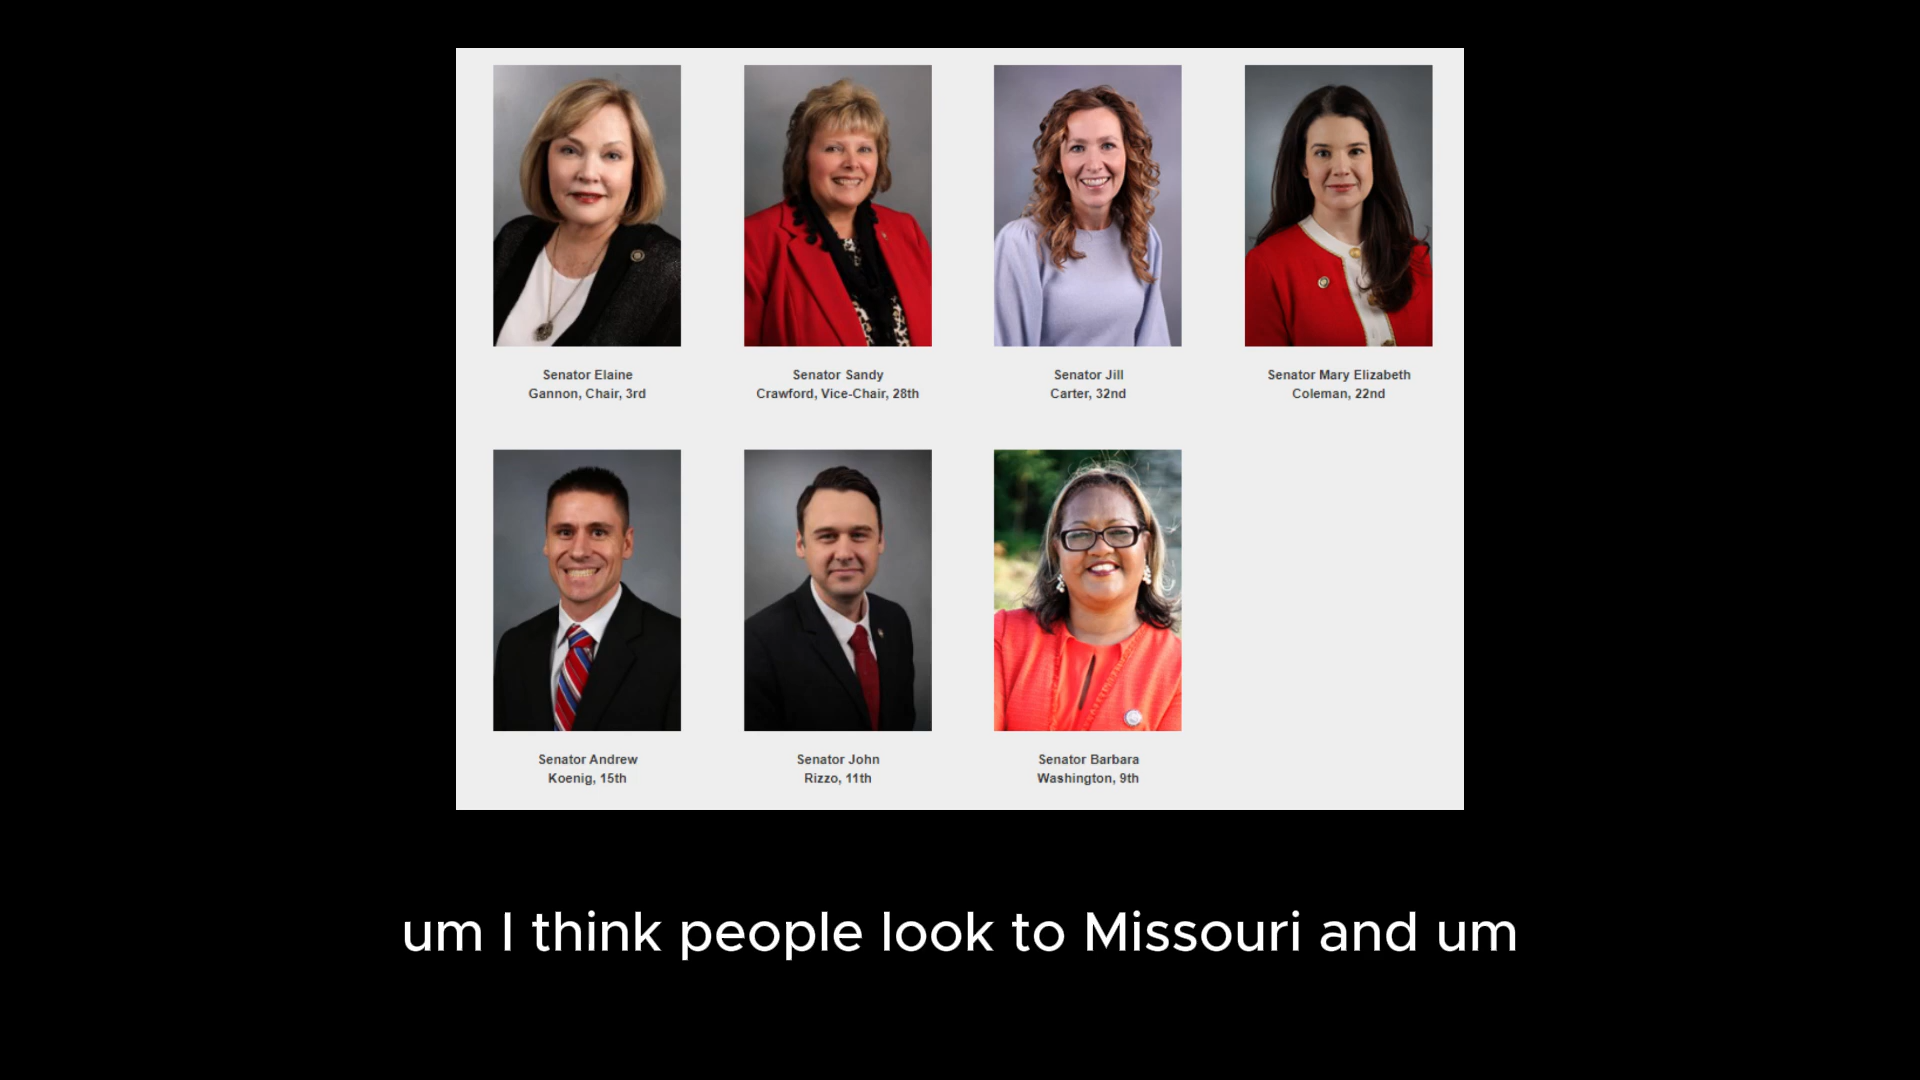 Senator Elaine
Gannon, Chair, 3rd
Senator Sandy
Crawford, Vice-Chair, 28th
Senator Jill
Carter, 32nd
Senator Mary Elizabeth
Coleman, 22nd
Senator Andrew
Koenig, 15th
Senator John
Rizzo, 11th
Senator Barbara
Washington, 9th
um I think people look to Missouri and um